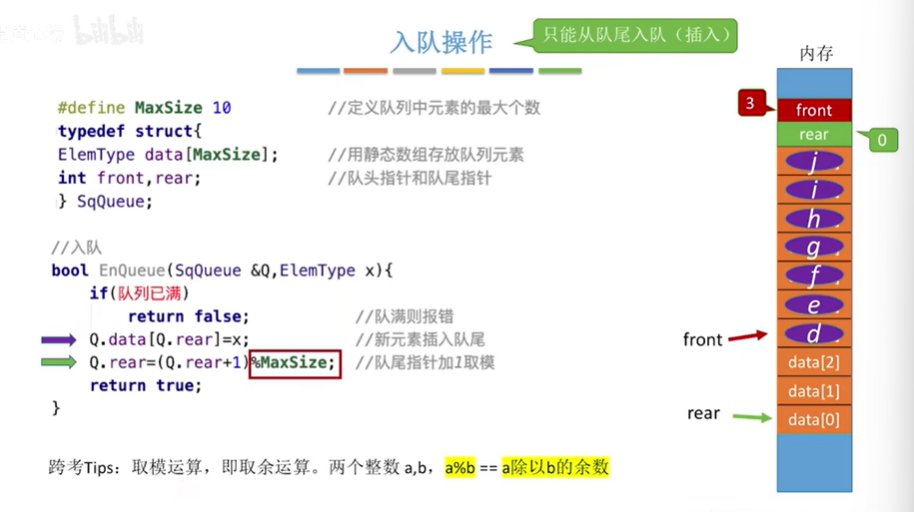 bilibili
入队操作
只能从队尾入队（插入）
#define MaxSize 10 //定义队列中元素的最大个数
typedef struct{
ElemType data[MaxSize]; //用静态数组存放队列元素
int front,rear; //队头指针和队尾指针
} SqQueue;
//入队
bool EnQueue(SqQueue &Q,ElemType x){
if(队列已满)
return false; //队满则报错
Q.data[Q.rear]=x; //新元素插入队尾
Q.rear=(Q.rear+1)%MaxSize; //队尾指针加1取模
return true;
}
跨考Tips：取模运算，即取余运算。两个整数 a,b，a%b == a除以b的余数
内存
3
front
rear
0
j
i
h
g
f
e
front
d
data[2]
data[1]
rear
data[0]